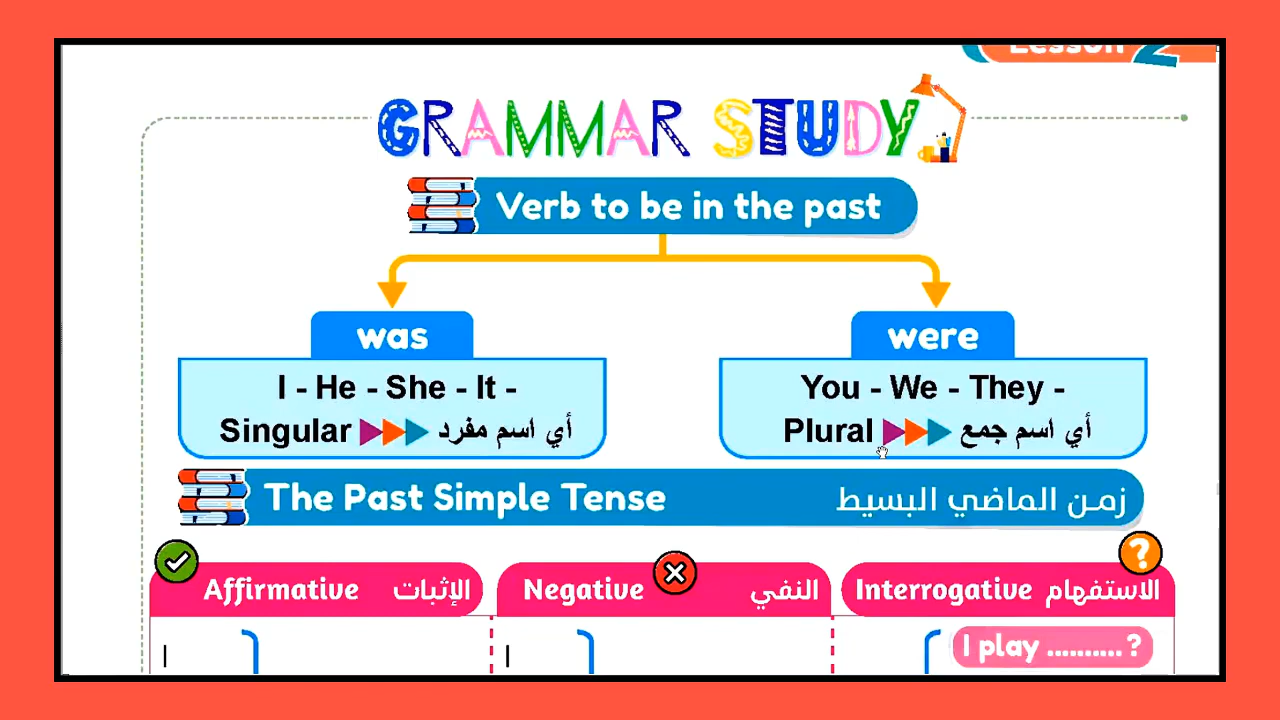 Lesson 2
GRAMMAR STUDY
Verb to be in the past
was
I - He - She - It -
Singular أي اسم مفرد
were
You - We - They -
Plural أي اسم جمع
The Past Simple Tense زمن الماضي البسيط
Affirmative الإثبات
Negative النفي
Interrogative الاستفهام
I
I
I play ..........?